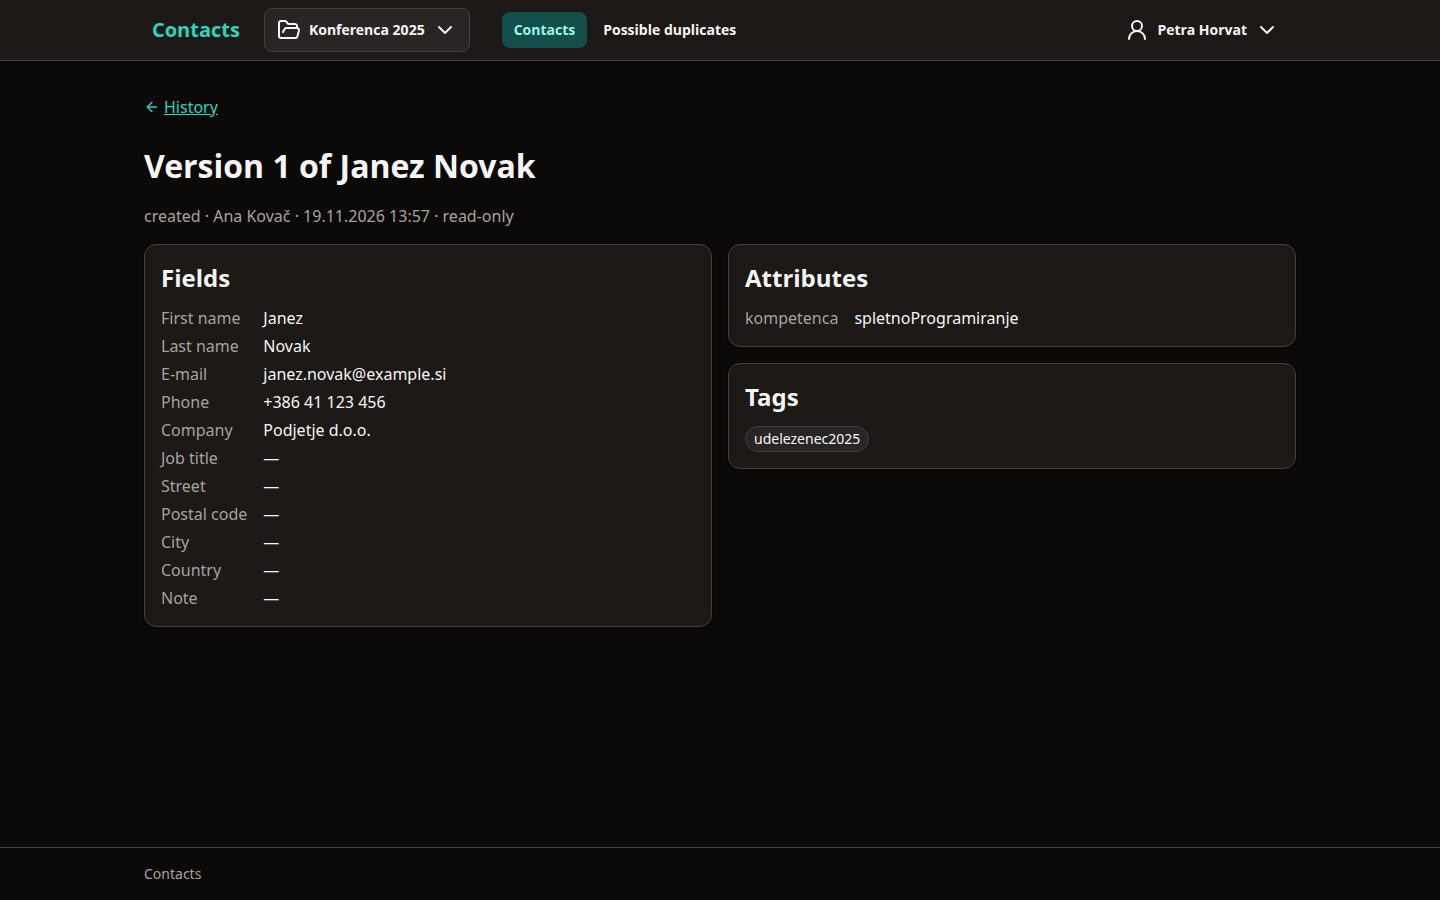 Contacts
Konferenca 2025
Contacts
Possible duplicates
Petra Horvat
← History
Version 1 of Janez Novak
created · Ana Kovač · 19.11.2026 13:57 · read-only
Fields
First name Janez
Last name Novak
E-mail janez.novak@example.si
Phone +386 41 123 456
Company Podjetje d.o.o.
Job title —
Street —
Postal code —
City —
Country —
Note —
Attributes
kompetenca spletnoProgramiranje
Tags
udelezenec2025
Contacts